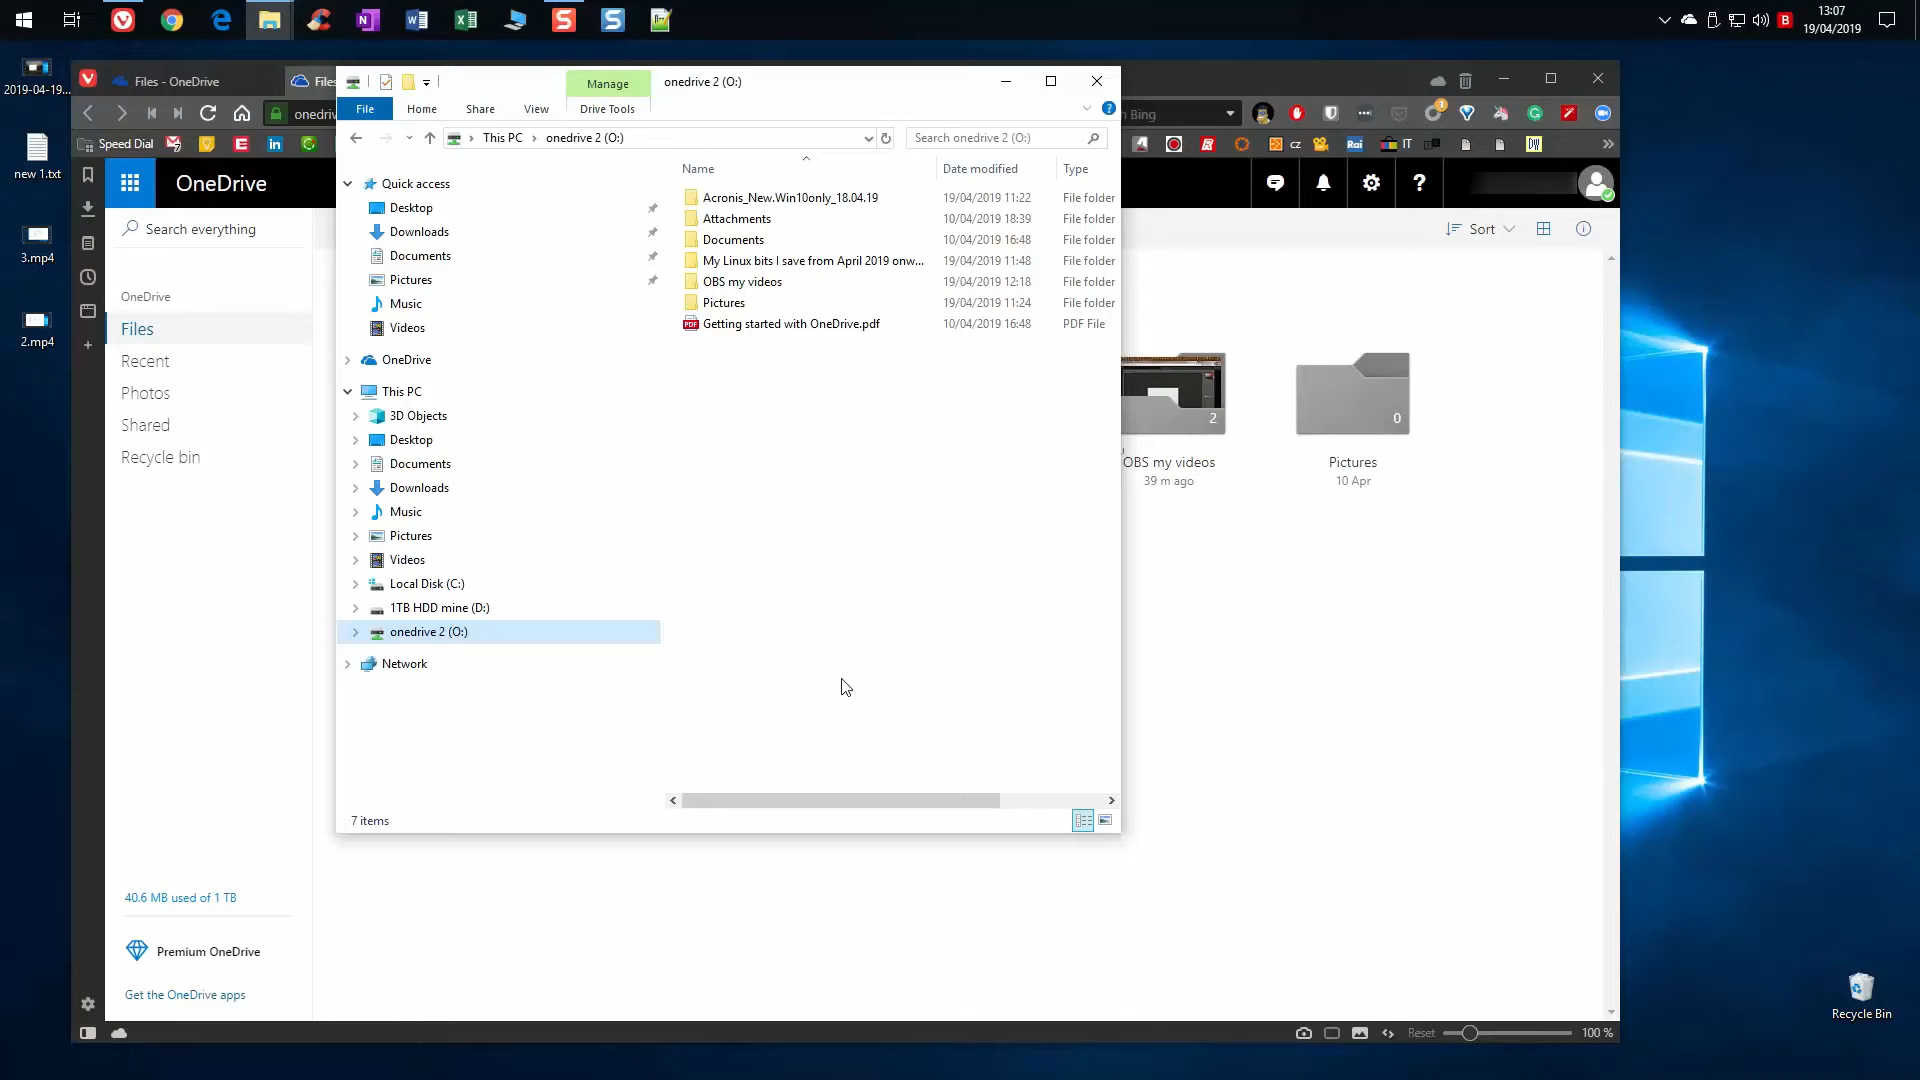 13:07
19/04/2019
2019-04-19...
new 1.txt
3.mp4
2.mp4
Recycle Bin
Files - OneDrive
Files
onedriv
Bing
Speed Dial
CZ
Rai
IT
DW
OneDrive
Search everything
Sort
OneDrive
Files
Recent
Photos
Shared
Recycle bin
40.6 MB used of 1 TB
Premium OneDrive
Get the OneDrive apps
2
OBS my videos
39 m ago
0
Pictures
10 Apr
Reset
100 %
Manage
onedrive 2 (O:)
File
Home
Share
View
Drive Tools
This PC
onedrive 2 (O:)
Search onedrive 2 (O:)
Quick access
Desktop
Downloads
Documents
Pictures
Music
Videos
OneDrive
This PC
3D Objects
Desktop
Documents
Downloads
Music
Pictures
Videos
Local Disk (C:)
1TB HDD mine (D:)
onedrive 2 (O:)
Network
Name Date modified Type
Acronis_New.Win10only_18.04.19 19/04/2019 11:22 File folder
Attachments 10/04/2019 18:39 File folder
Documents 10/04/2019 16:48 File folder
My Linux bits I save from April 2019 onw... 19/04/2019 11:48 File folder
OBS my videos 19/04/2019 12:18 File folder
Pictures 19/04/2019 11:24 File folder
Getting started with OneDrive.pdf 10/04/2019 16:48 PDF File
7 items